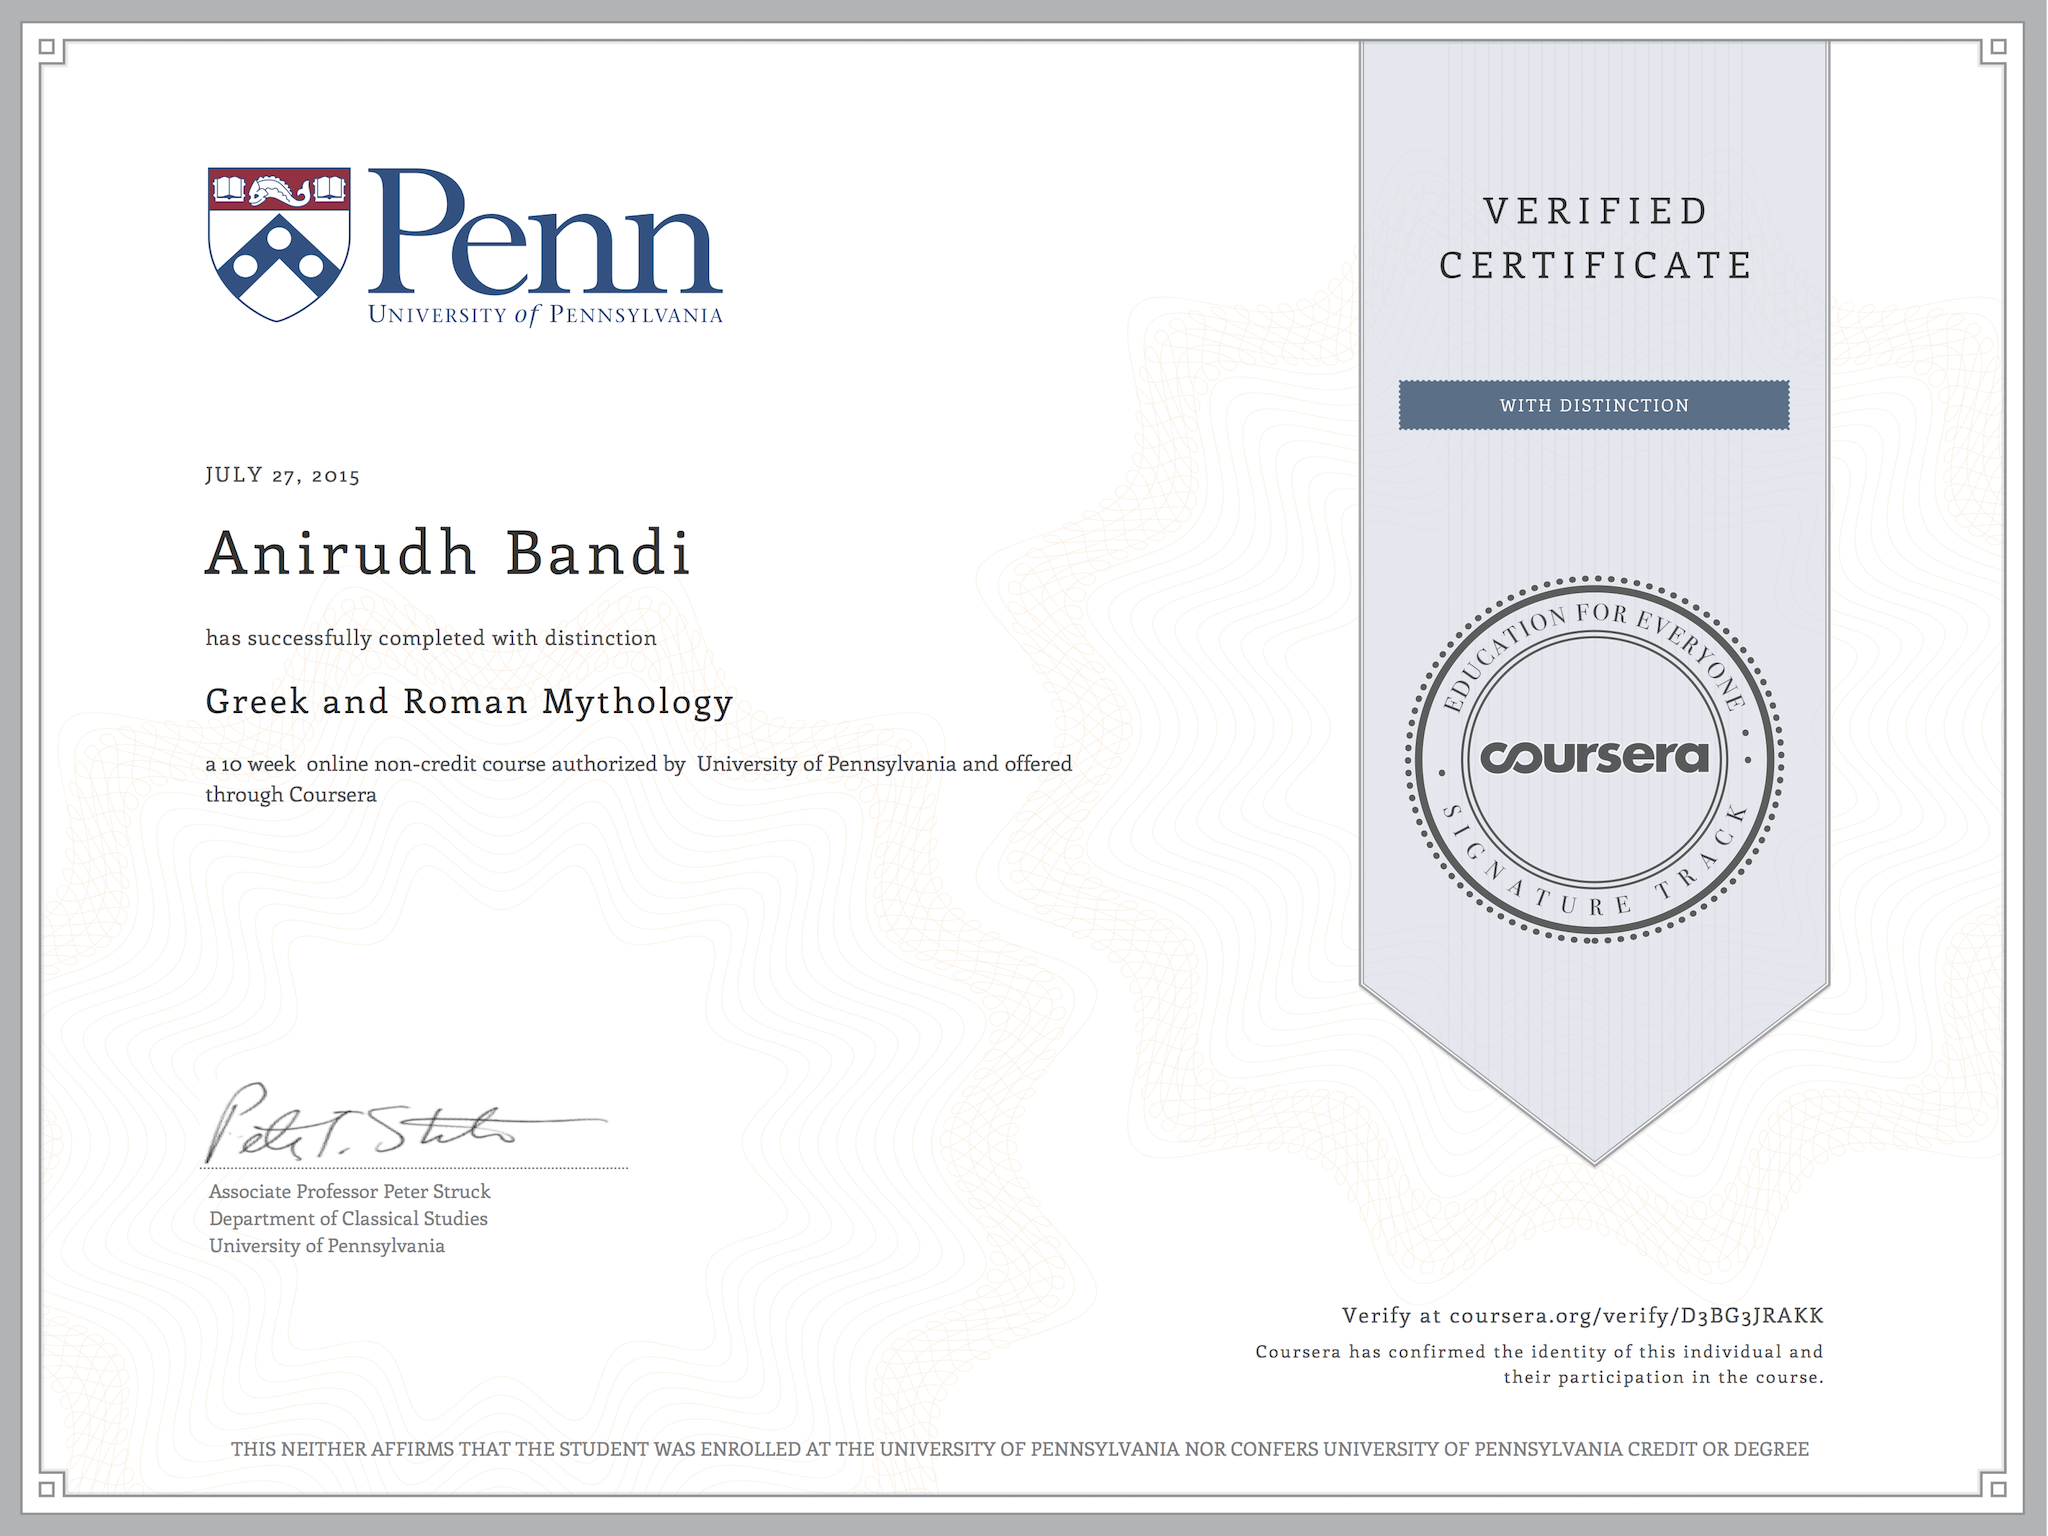 Penn
UNIVERSITY of PENNSYLVANIA
VERIFIED
CERTIFICATE
WITH DISTINCTION
JULY 27, 2015
Anirudh Bandi
has successfully completed with distinction
Greek and Roman Mythology
a 10 week online non-credit course authorized by University of Pennsylvania and offered
through Coursera
EDUCATION FOR EVERYONE
coursera
SIGNATURE TRACK
Peter T. Struck
Associate Professor Peter Struck
Department of Classical Studies
University of Pennsylvania
Verify at coursera.org/verify/D3BG3JRAKK
Coursera has confirmed the identity of this individual and
their participation in the course.
THIS NEITHER AFFIRMS THAT THE STUDENT WAS ENROLLED AT THE UNIVERSITY OF PENNSYLVANIA NOR CONFERS UNIVERSITY OF PENNSYLVANIA CREDIT OR DEGREE